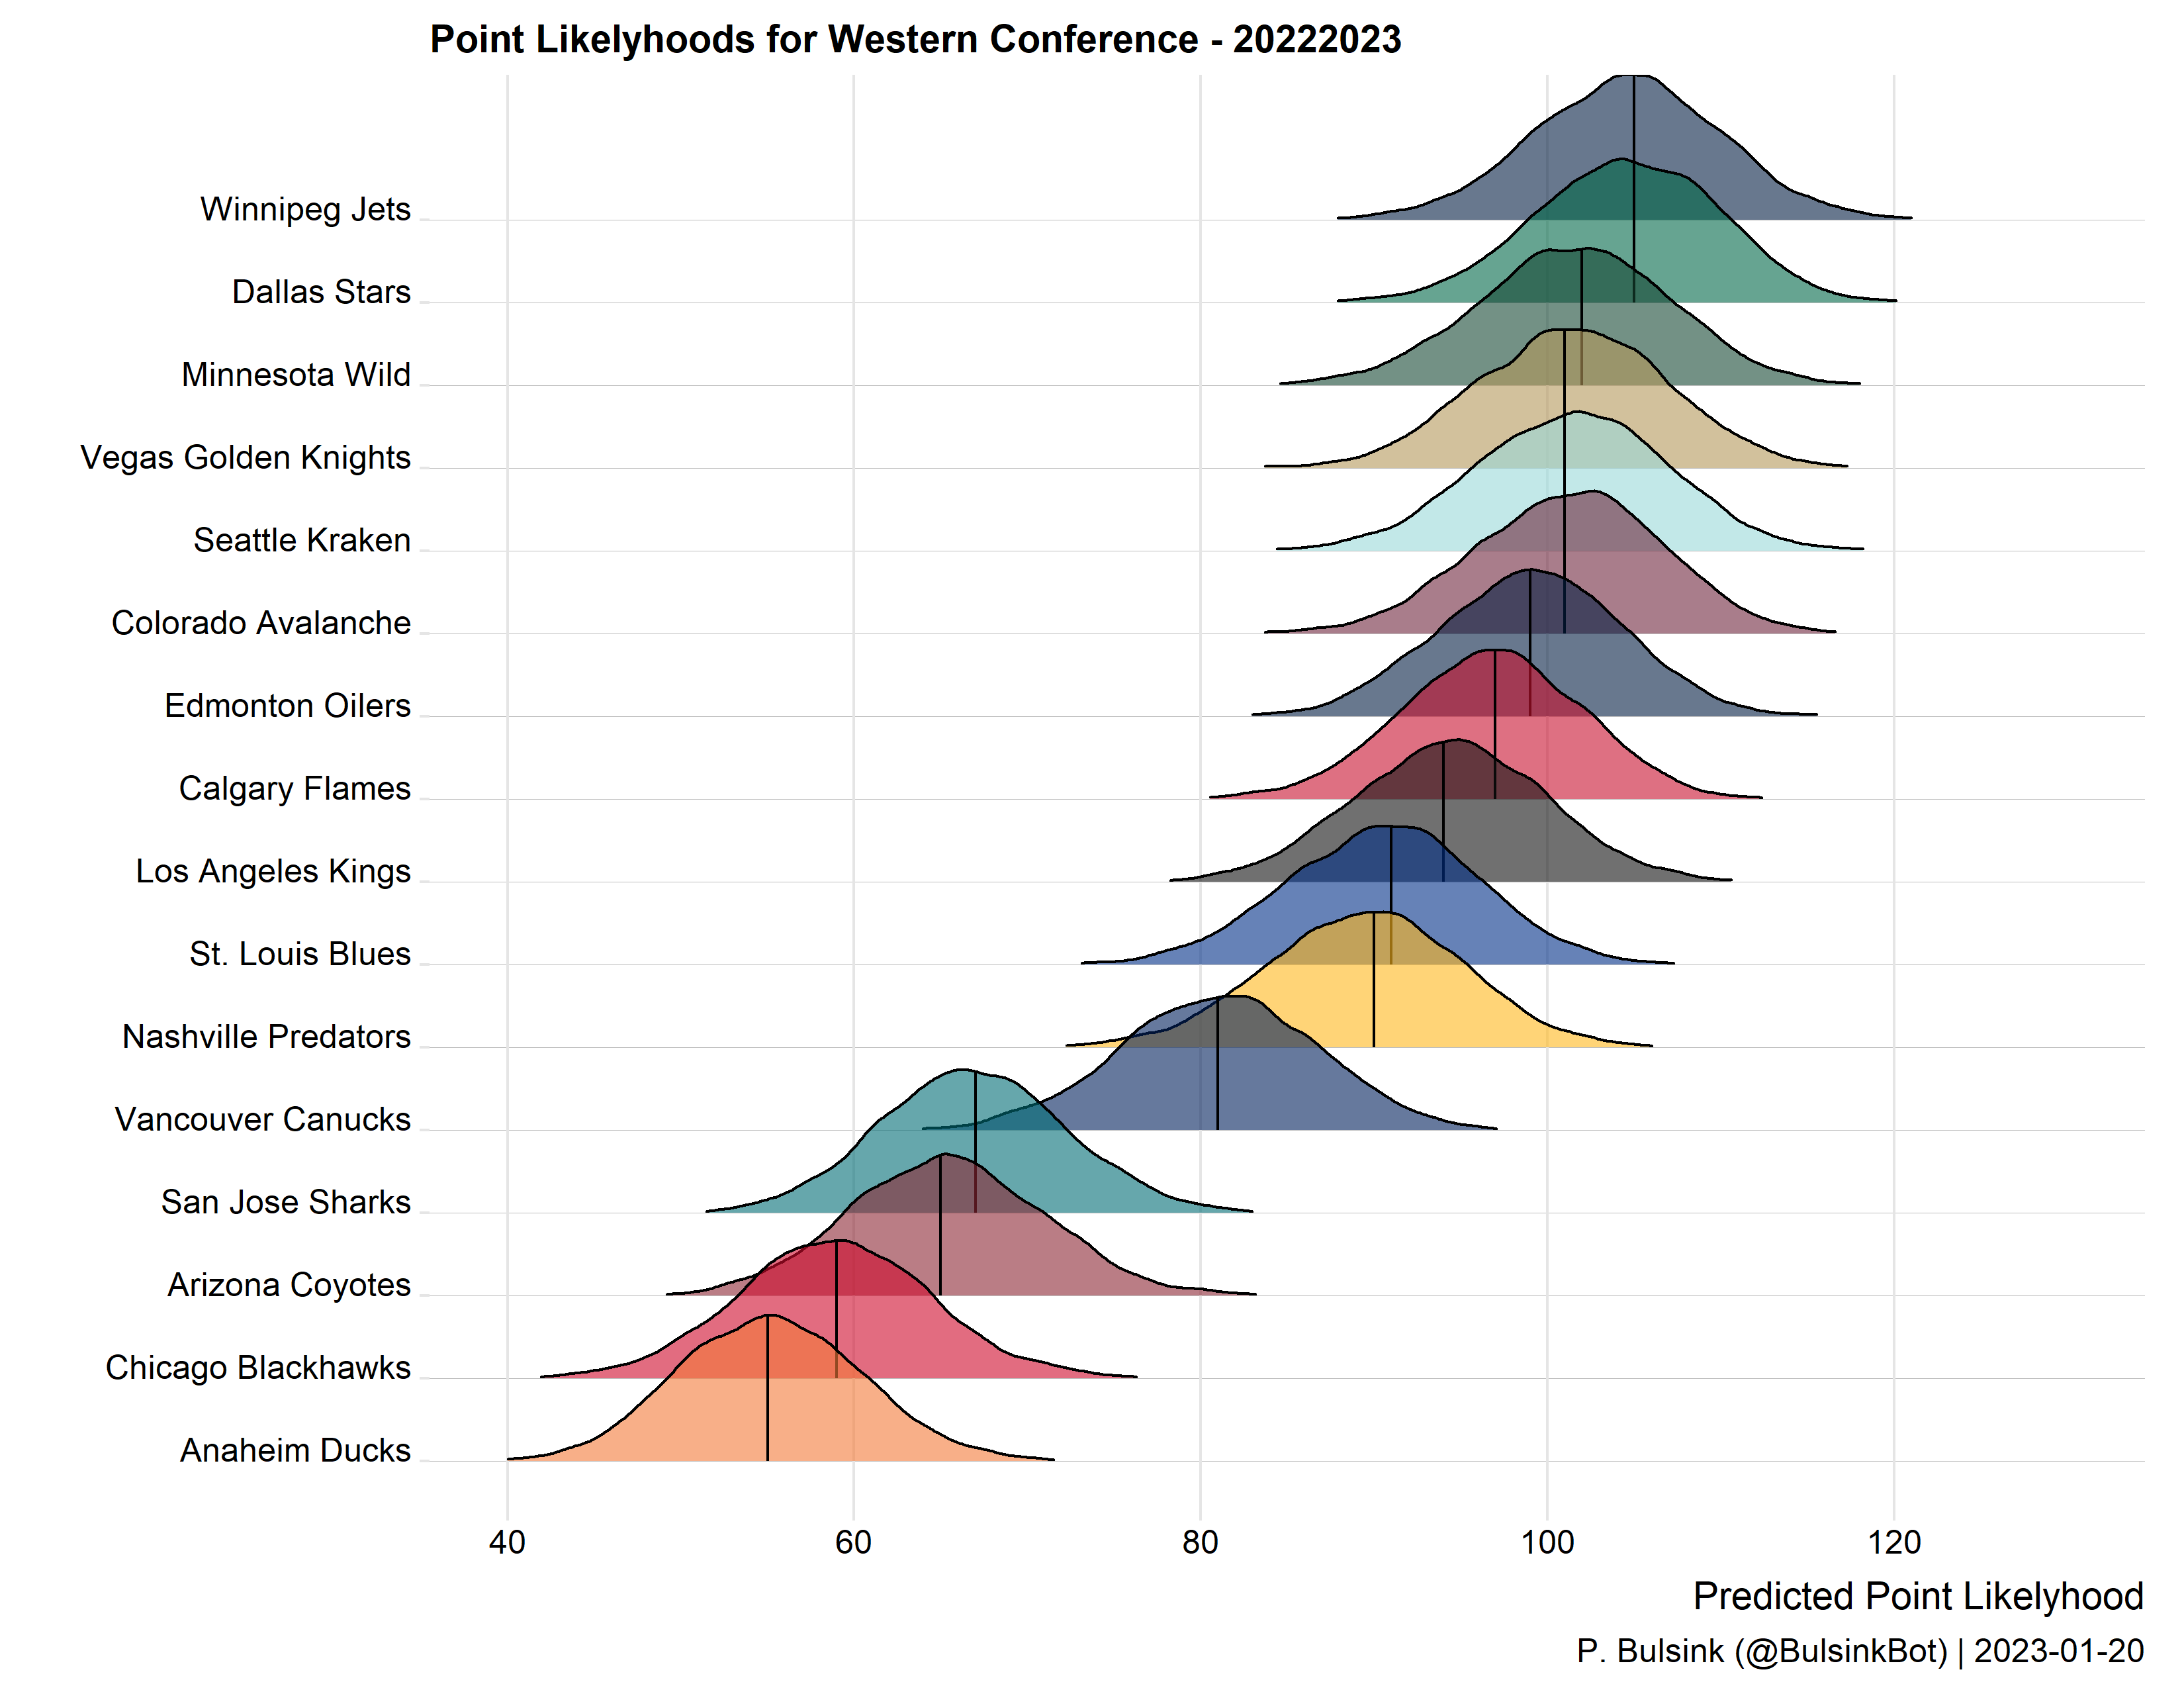 Point Likelyhoods for Western Conference - 20222023
Winnipeg Jets
Dallas Stars
Minnesota Wild
Vegas Golden Knights
Seattle Kraken
Colorado Avalanche
Edmonton Oilers
Calgary Flames
Los Angeles Kings
St. Louis Blues
Nashville Predators
Vancouver Canucks
San Jose Sharks
Arizona Coyotes
Chicago Blackhawks
Anaheim Ducks
40 60 80 100 120
Predicted Point Likelyhood
P. Bulsink (@BulsinkBot) | 2023-01-20